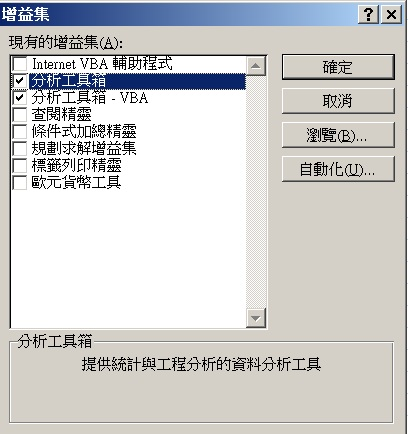 增益集
現有的增益集(A):
Internet VBA 輔助程式
分析工具箱
分析工具箱 - VBA
查閱精靈
條件式加總精靈
規劃求解增益集
標籤列印精靈
歐元貨幣工具
確定
取消
瀏覽(B)...
自動化(U)...
分析工具箱
提供統計與工程分析的資料分析工具